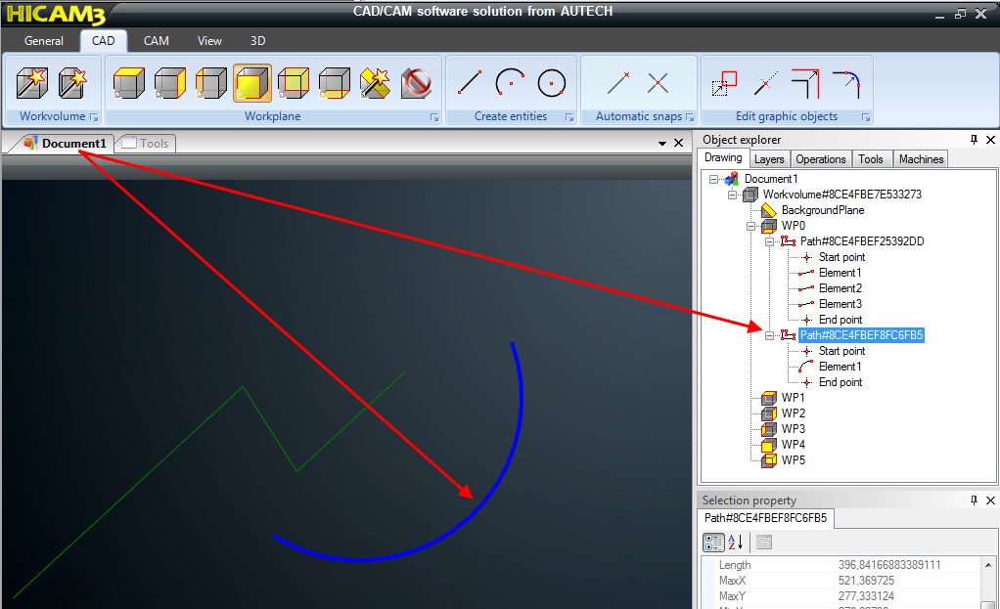 HICAM3
CAD/CAM software solution from AUTECH
General CAD CAM View 3D
Workvolume Workplane Create entities Automatic snaps Edit graphic objects
Document1 Tools
Object explorer
Drawing Layers Operations Tools Machines
Document1
Workvolume#8CE4FBE7E533273
BackgroundPlane
WP0
Path#8CE4FBEF25392DD
Start point
Element1
Element2
Element3
End point
Path#8CE4FBEF8FC6FB5
Start point
Element1
End point
WP1
WP2
WP3
WP4
WP5
Selection property
Path#8CE4FBEF8FC6FB5
Length 396,84166883389111
MaxX 521,369725
MaxY 277,333124